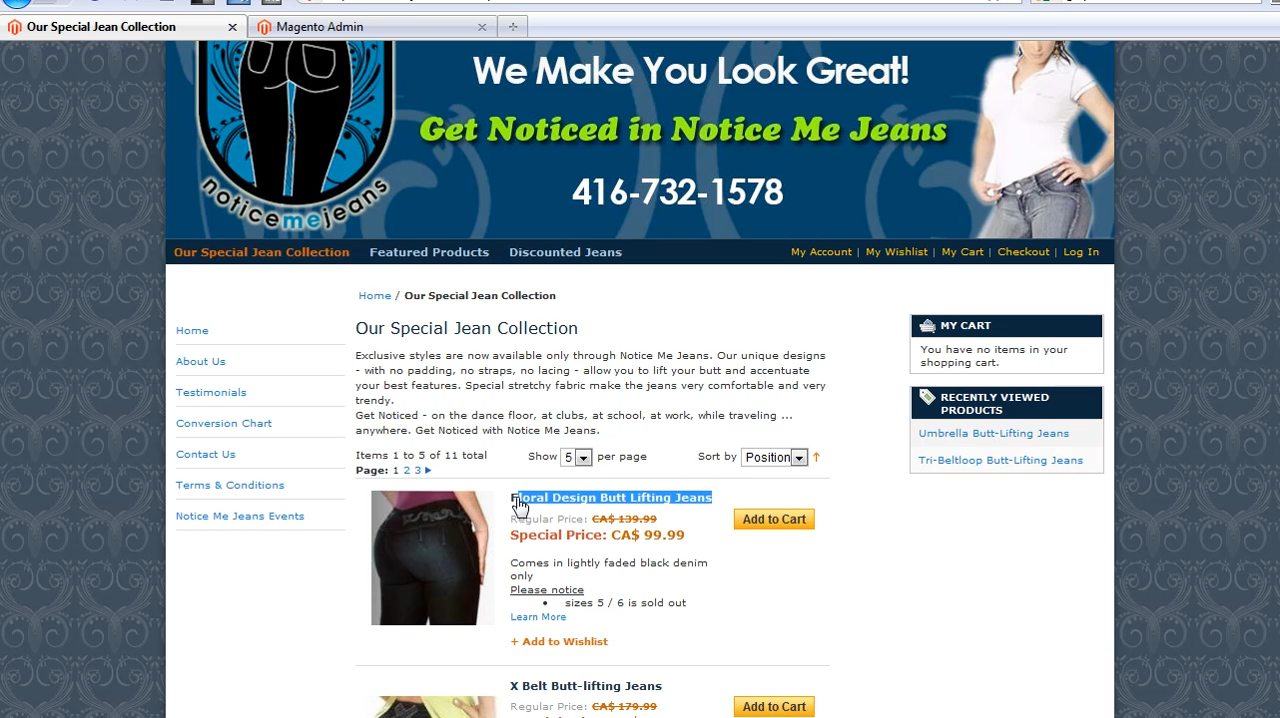 Our Special Jean Collection
Magento Admin
We Make You Look Great!
Get Noticed in Notice Me Jeans
416-732-1578
noticemejeans
Our Special Jean Collection Featured Products Discounted Jeans My Account | My Wishlist | My Cart | Checkout | Log In
Home / Our Special Jean Collection
Home
About Us
Testimonials
Conversion Chart
Contact Us
Terms & Conditions
Notice Me Jeans Events
Our Special Jean Collection
Exclusive styles are now available only through Notice Me Jeans. Our unique designs
- with no padding, no straps, no lacing - allow you to lift your butt and accentuate
your best features. Special stretchy fabric make the jeans very comfortable and very
trendy.
Get Noticed - on the dance floor, at clubs, at school, at work, while traveling ...
anywhere. Get Noticed with Notice Me Jeans.
Items 1 to 5 of 11 total Show 5 per page Sort by Position
Page: 1 2 3
Floral Design Butt Lifting Jeans
Regular Price: CA$ 139.99
Special Price: CA$ 99.99
Add to Cart
Comes in lightly faded black denim
only
Please notice
• sizes 5 / 6 is sold out
Learn More
+ Add to Wishlist
X Belt Butt-lifting Jeans
Regular Price: CA$ 179.99
Add to Cart
MY CART
You have no items in your
shopping cart.
RECENTLY VIEWED
PRODUCTS
Umbrella Butt-Lifting Jeans
Tri-Beltloop Butt-Lifting Jeans